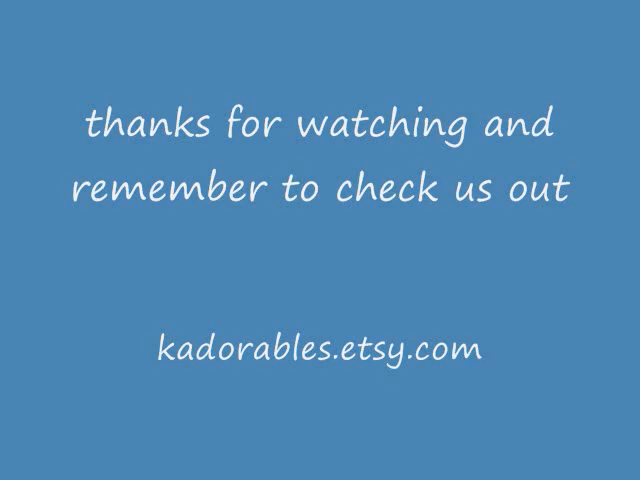 thanks for watching and
remember to check us out
kadorables.etsy.com